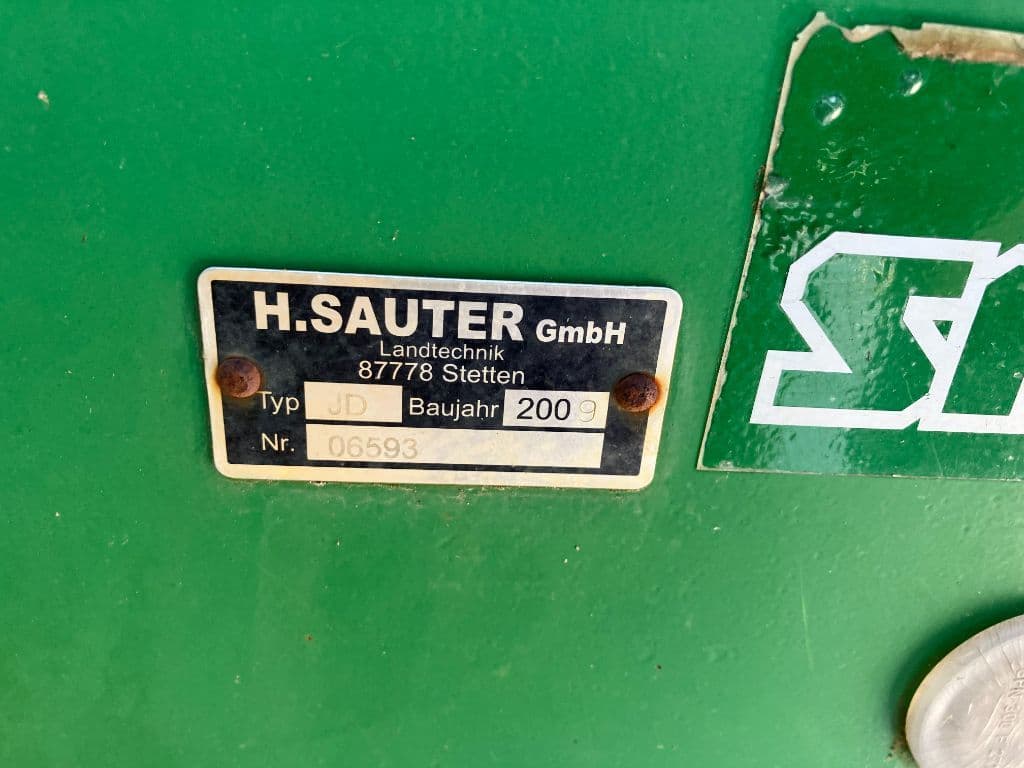 H.SAUTER GmbH
Landtechnik
87778 Stetten
Typ JD Baujahr 2009
Nr. 06593